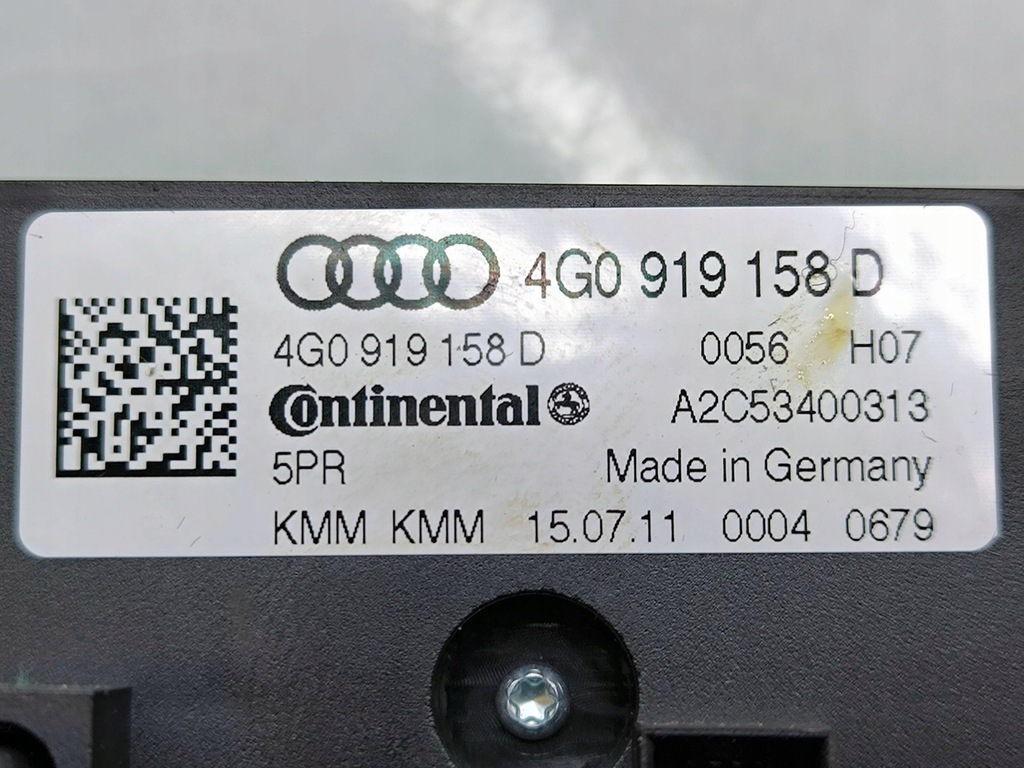 4G0 919 158 D
4G0 919 158 D 0056 H07
Continental A2C53400313
5PR Made in Germany
KMM KMM 15.07.11 0004 0679